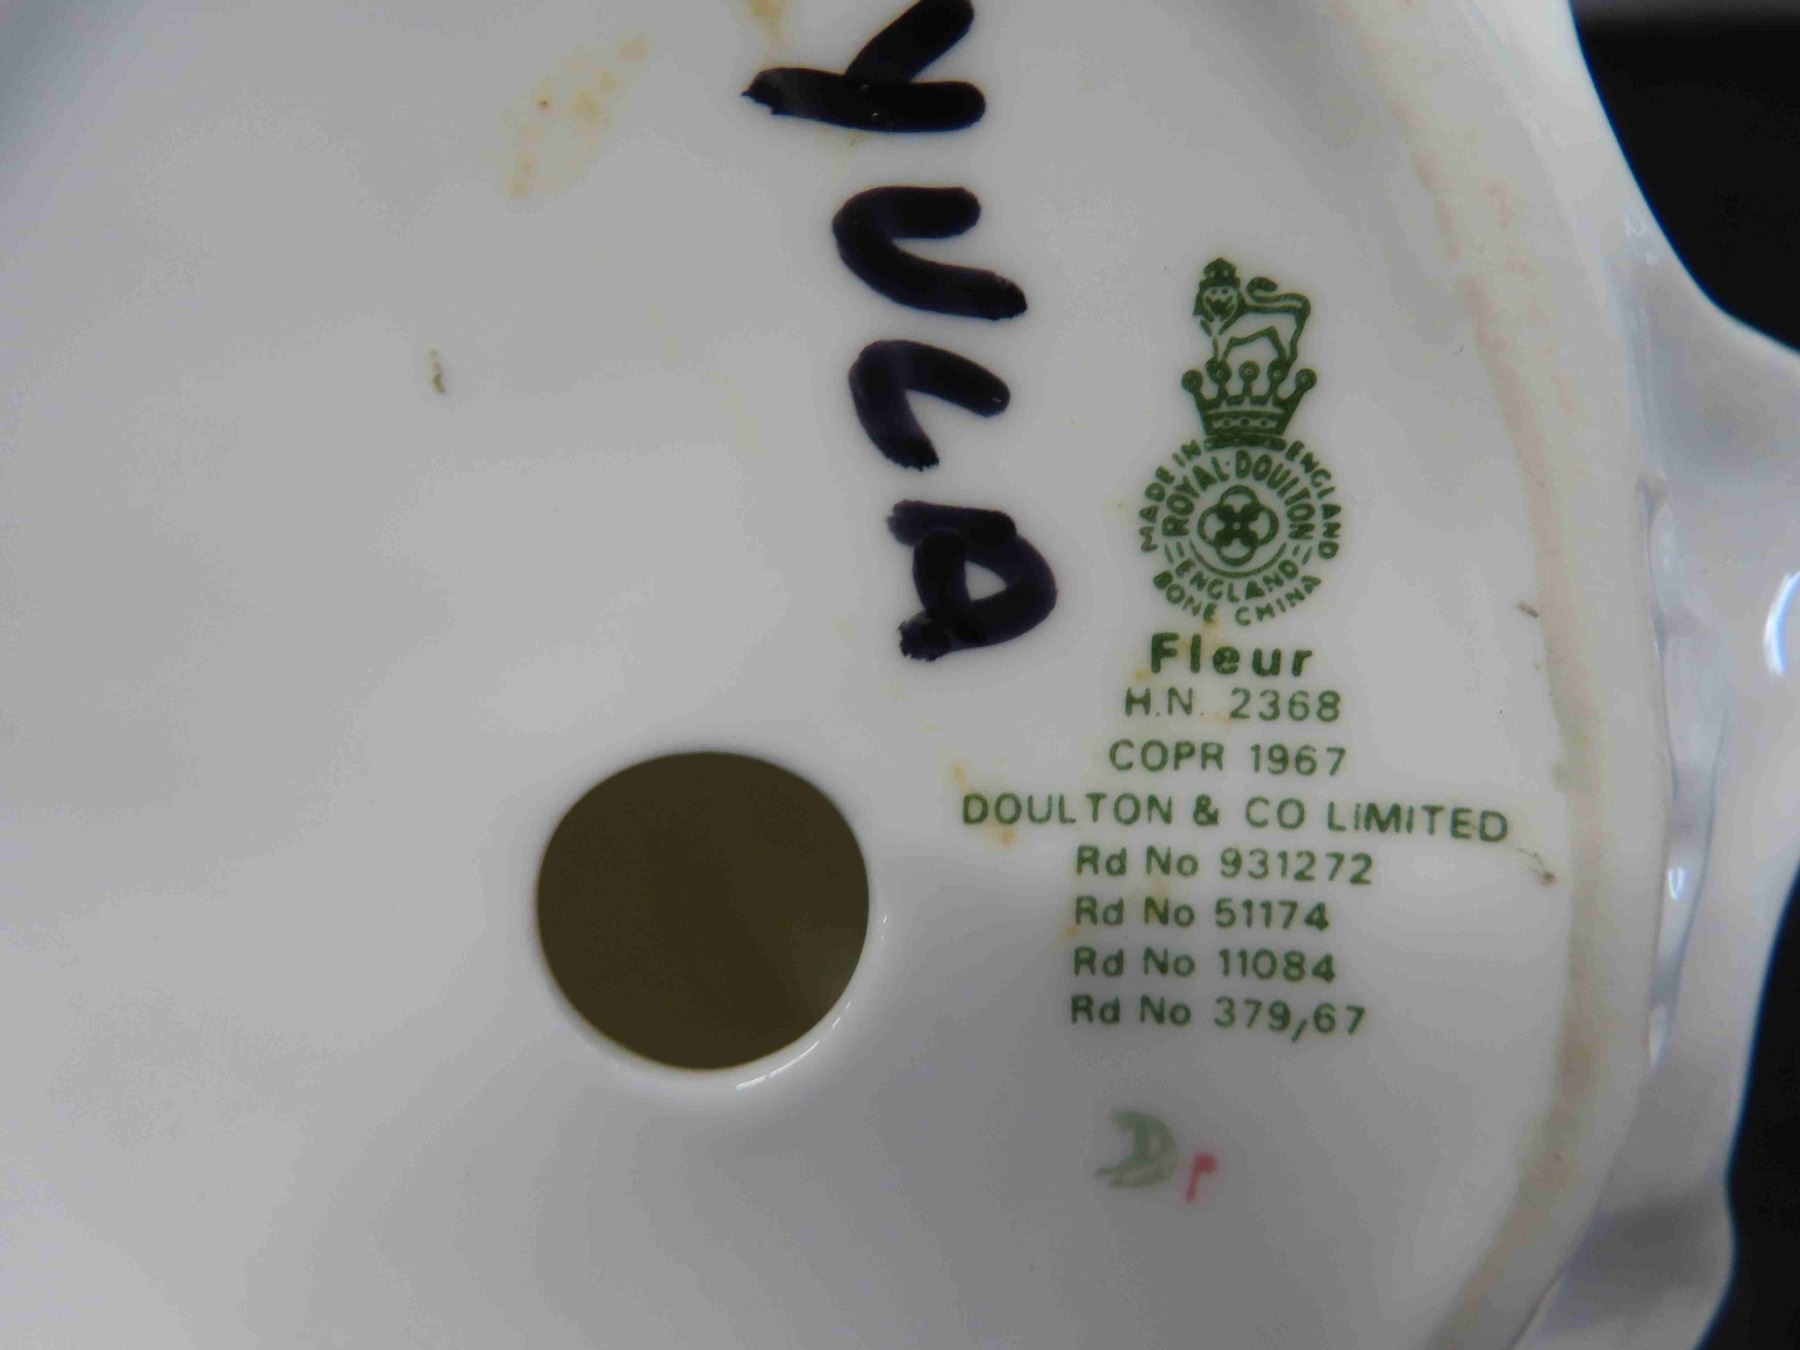 YULA
MADE IN ENGLAND
ROYAL·DOULTON
ENGLAND
BONE CHINA
Fleur
H.N. 2368
COPR 1967
DOULTON & CO LIMITED
Rd No 931272
Rd No 51174
Rd No 11084
Rd No 379,67
D P